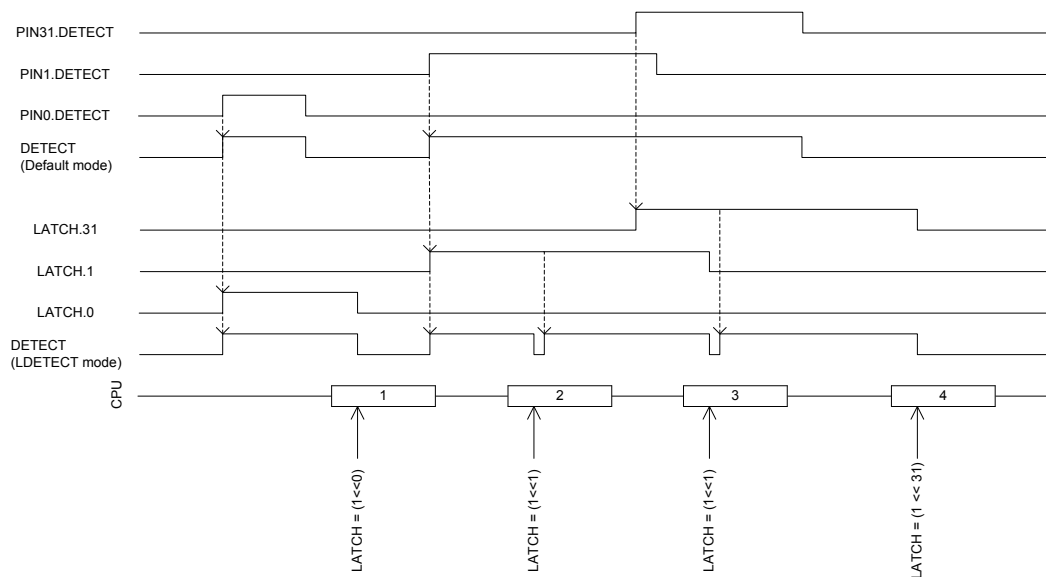 PIN31.DETECT
PIN1.DETECT
PIN0.DETECT
DETECT
(Default mode)
LATCH.31
LATCH.1
LATCH.0
DETECT
(LDETECT mode)
CPU
1
2
3
4
LATCH = (1<<0)
LATCH = (1<<1)
LATCH = (1<<1)
LATCH = (1 << 31)